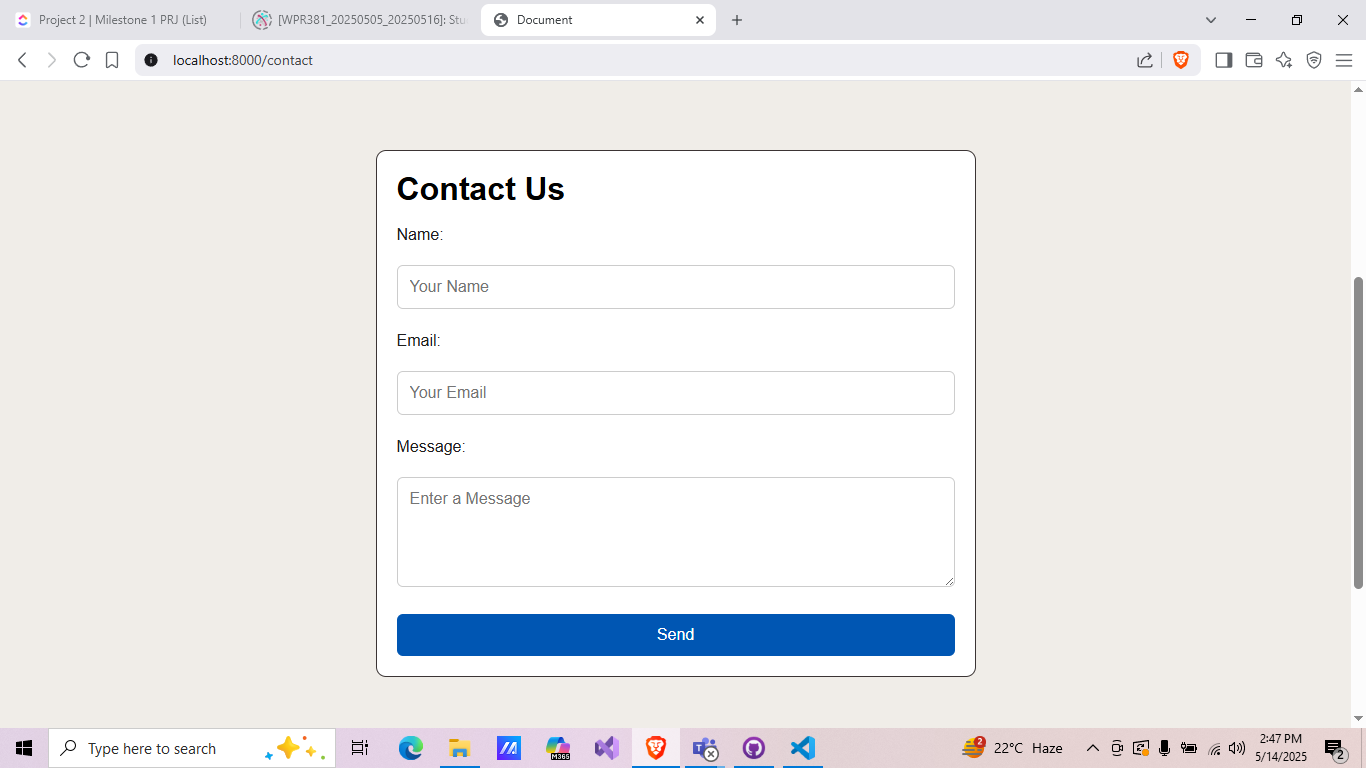 Project 2 | Milestone 1 PRJ (List)
[WPR381_20250505_20250516]: Stu
Document
localhost:8000/contact
Contact Us
Name:
Your Name
Email:
Your Email
Message:
Enter a Message
Send
Type here to search
M365
2
22°C Haze
2:47 PM
5/14/2025
2